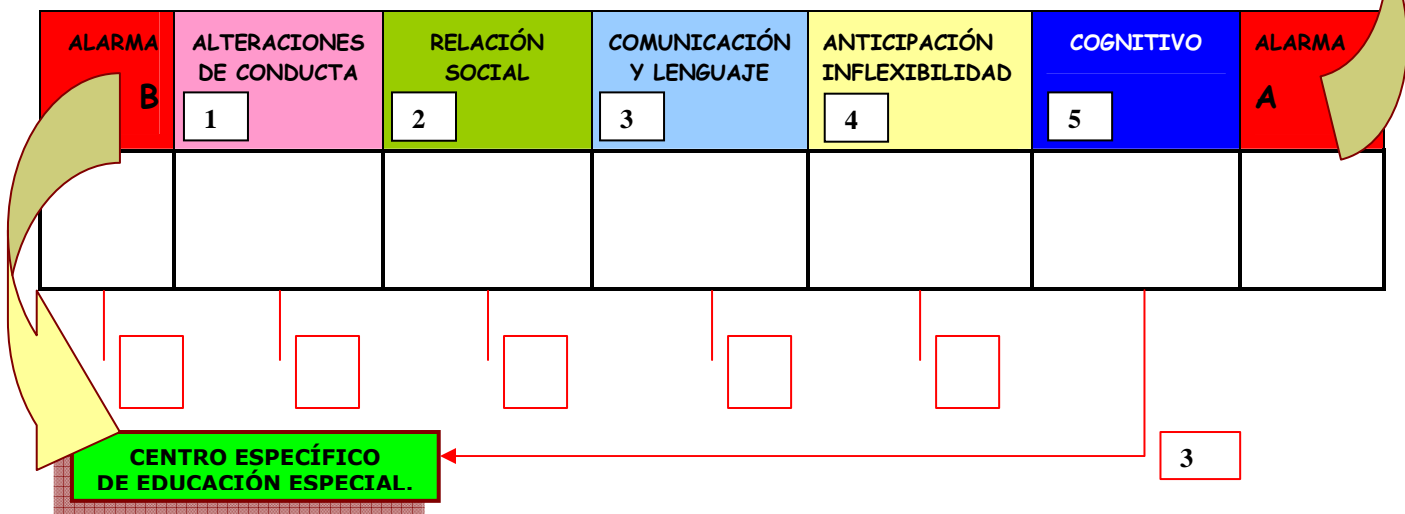 ALARMA
B
ALTERACIONES
DE CONDUCTA
1
RELACIÓN
SOCIAL
2
COMUNICACIÓN
Y LENGUAJE
3
ANTICIPACIÓN
INFLEXIBILIDAD
4
COGNITIVO
5
ALARMA
A
3
CENTRO ESPECÍFICO
DE EDUCACIÓN ESPECIAL.